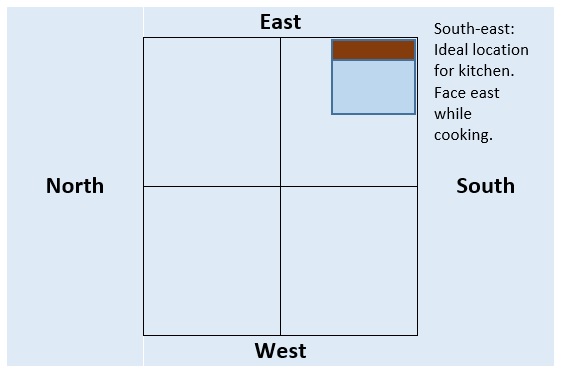 East
South-east:
Ideal location
for kitchen.
Face east
while
cooking.
North
South
West